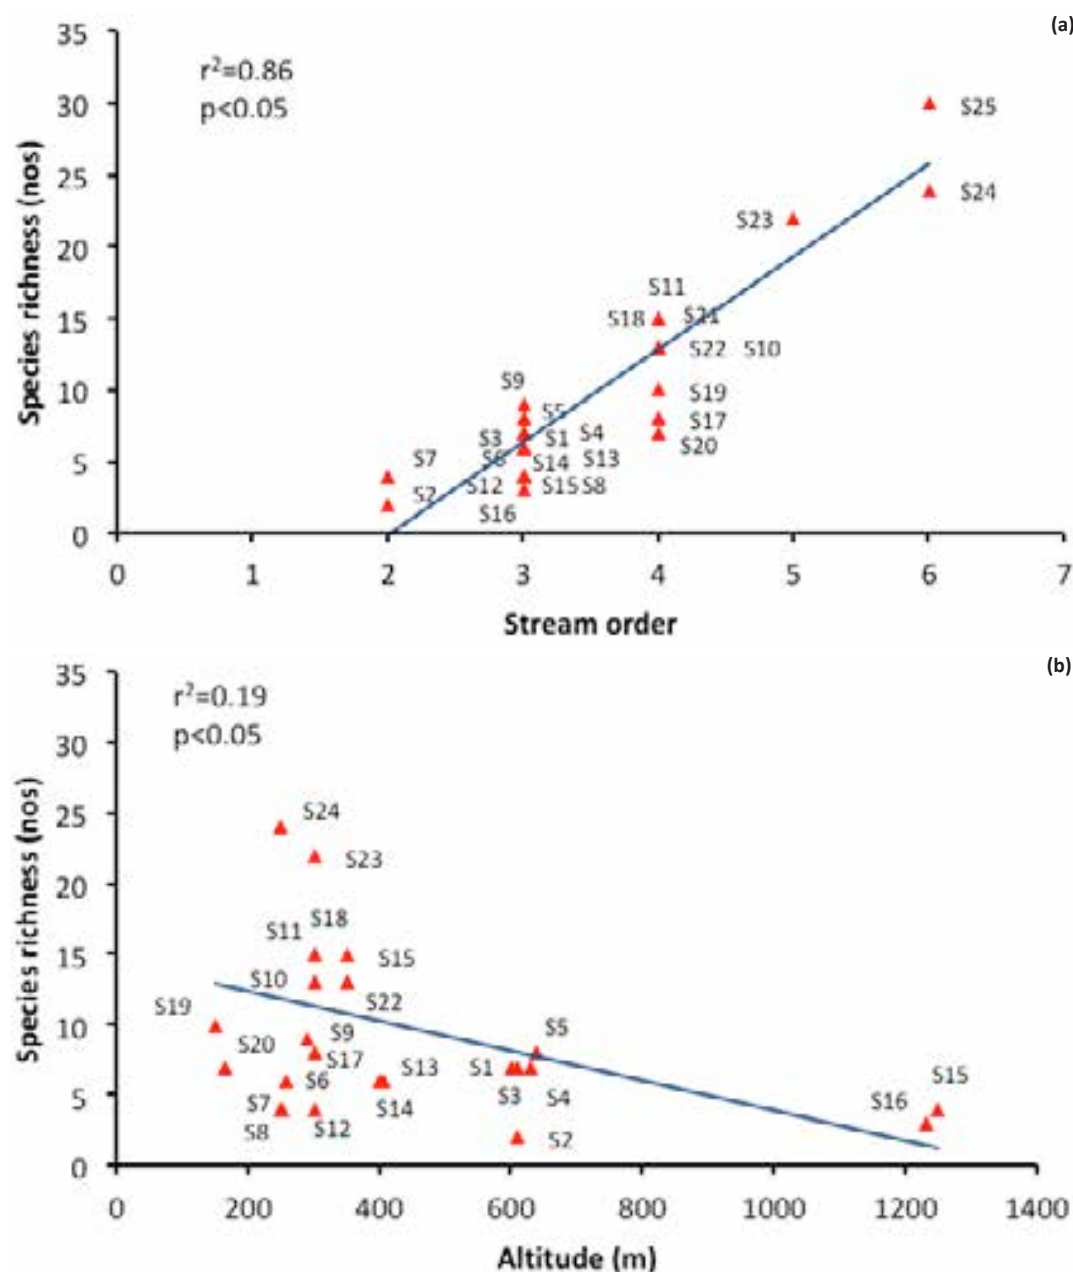 (a)
35
r²=0.86
p<0.05
30
S25
25
S24
S23
20
S11
S18 S21
15
S22 S10
S9
10
S19
S5
S17
S3 S1 S4
S20
S7
S6 S14 S13
5
S2
S12 S15 S8
S16
0
0 1 2 3 4 5 6 7
Species richness (nos)
Stream order
(b)
35
r²=0.19
p<0.05
30
25
S24
S23
20
S18
S11
15
S15
S10
S22
S19
10
S5
S9
S20
S17
S13
S1
S15
S6
S3 S4
S16
5
S7
S14
S8
S12
S2
0
0 200 400 600 800 1000 1200 1400
Species richness (nos)
Altitude (m)